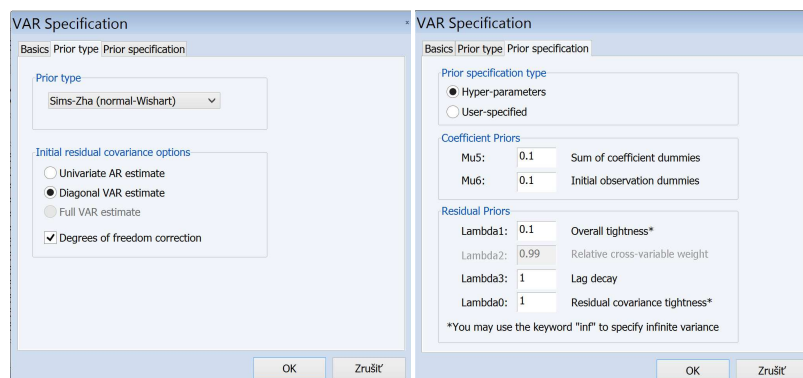 VAR Specification
Basics Prior type Prior specification
Prior type
Sims-Zha (normal-Wishart)
Initial residual covariance options
Univariate AR estimate
Diagonal VAR estimate
Full VAR estimate
Degrees of freedom correction
OK Zrušiť
VAR Specification
Basics Prior type Prior specification
Prior specification type
Hyper-parameters
User-specified
Coefficient Priors
Mu5: 0.1 Sum of coefficient dummies
Mu6: 0.1 Initial observation dummies
Residual Priors
Lambda1: 0.1 Overall tightness*
Lambda2: 0.99 Relative cross-variable weight
Lambda3: 1 Lag decay
Lambda0: 1 Residual covariance tightness*
*You may use the keyword "inf" to specify infinite variance
OK Zrušiť